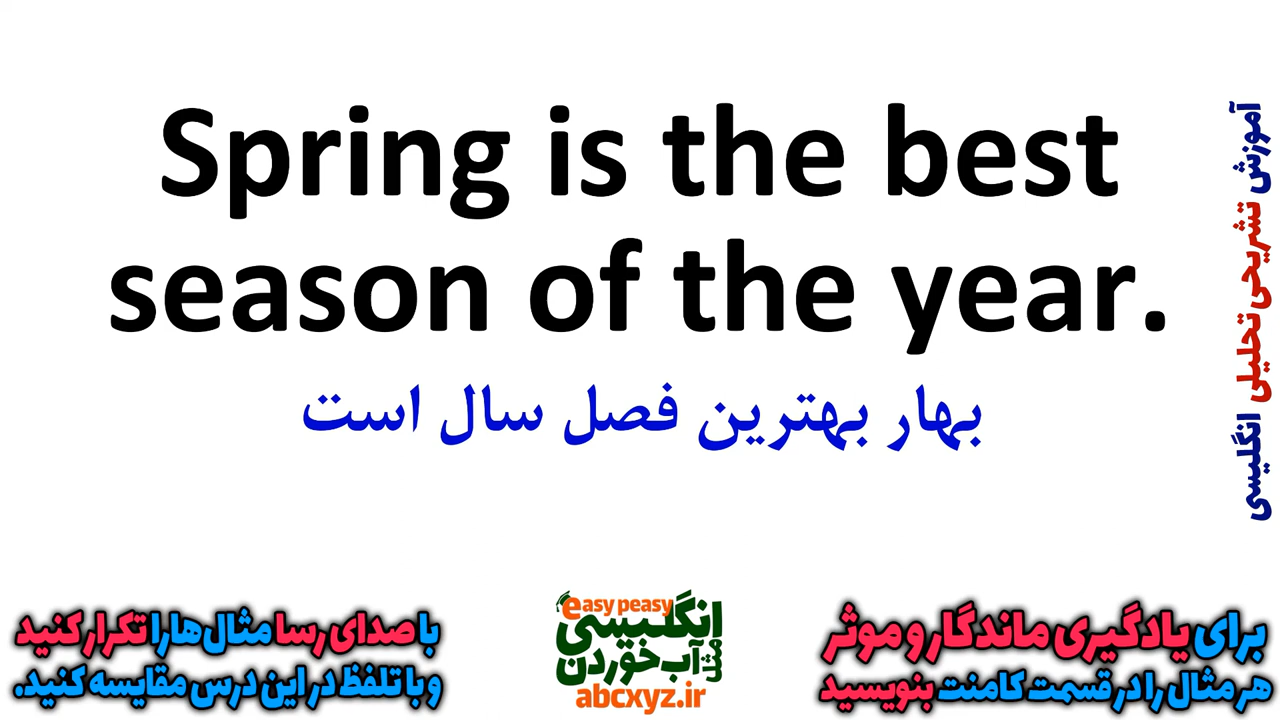 Spring is the best
season of the year.
بهار بهترین فصل سال است
آموزش تشریحی تحلیلی انگلیسی
برای یادگیری ماندگار و موثر
هر مثال را در قسمت کامنت بنویسید
easy peasy
انگلیسی
مثل آب خوردن
abcxyz.ir
با صدای رسا مثال‌ها را تکرار کنید
و با تلفظ در این درس مقایسه کنید.